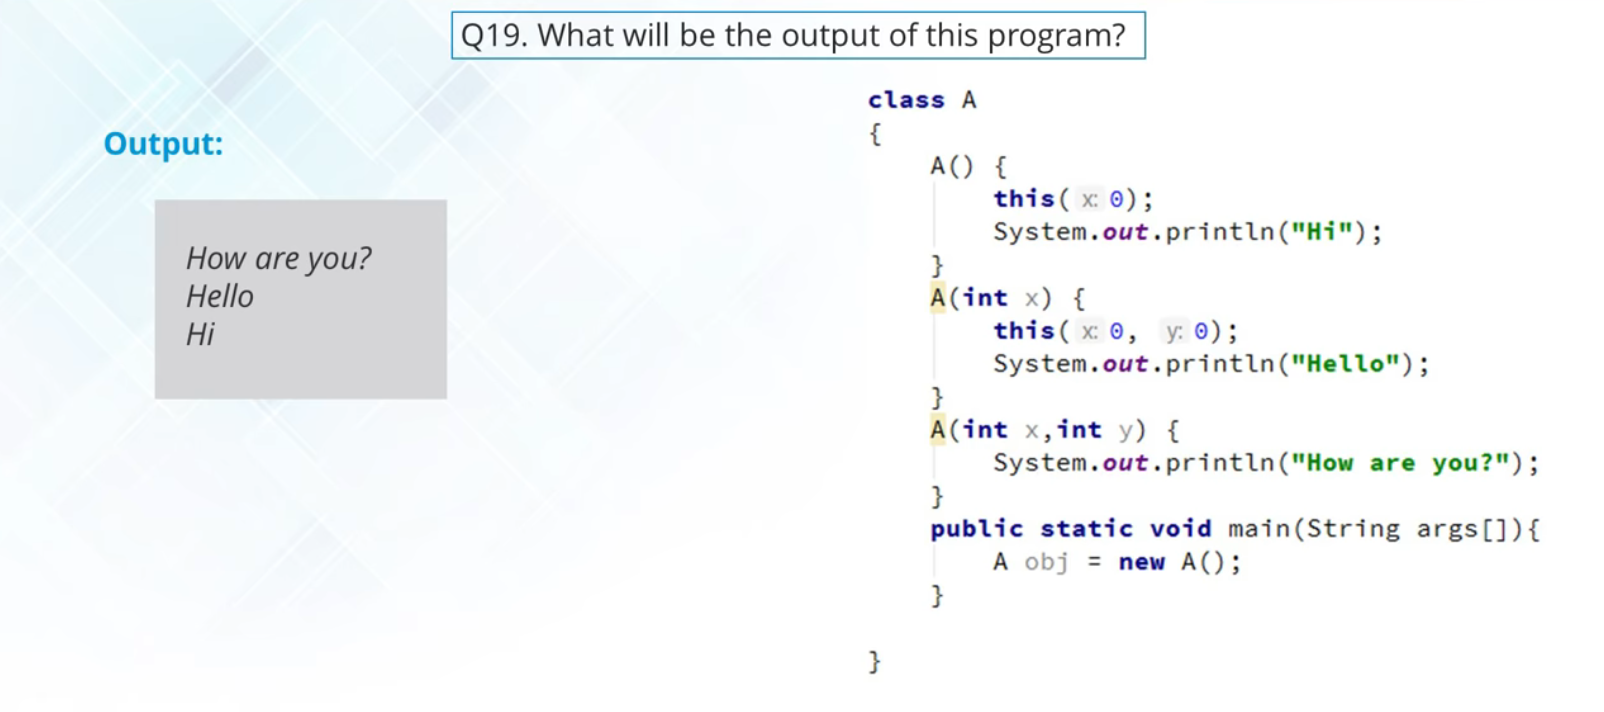 Q19. What will be the output of this program?
Output:
How are you?
Hello
Hi
class A
{
A() {
this( x: 0);
System.out.println("Hi");
}
A(int x) {
this( x: 0, y: 0);
System.out.println("Hello");
}
A(int x,int y) {
System.out.println("How are you?");
}
public static void main(String args[]){
A obj = new A();
}
}